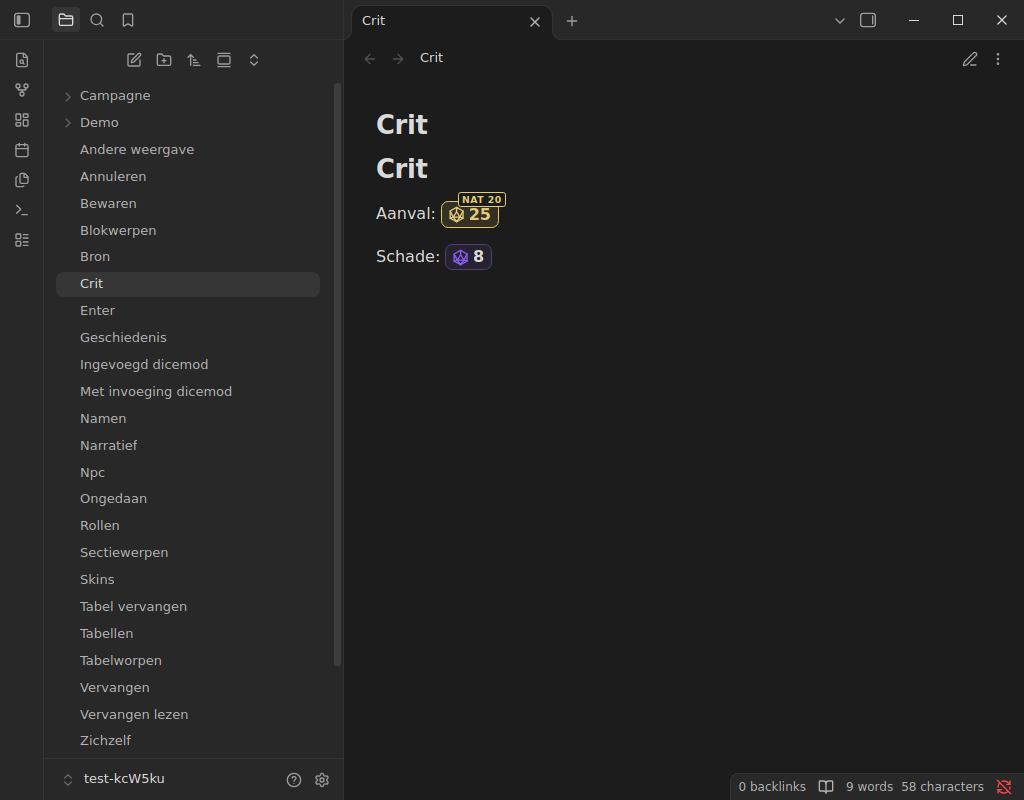 Crit
Crit
Campagne
Demo
Andere weergave
Annuleren
Bewaren
Blokwerpen
Bron
Crit
Enter
Geschiedenis
Ingevoegd dicemod
Met invoeging dicemod
Namen
Narratief
Npc
Ongedaan
Rollen
Sectiewerpen
Skins
Tabel vervangen
Tabellen
Tabelworpen
Vervangen
Vervangen lezen
Zichzelf
test-kcW5ku
Crit
Crit
NAT 20
Aanval: 25
Schade: 8
0 backlinks 9 words 58 characters